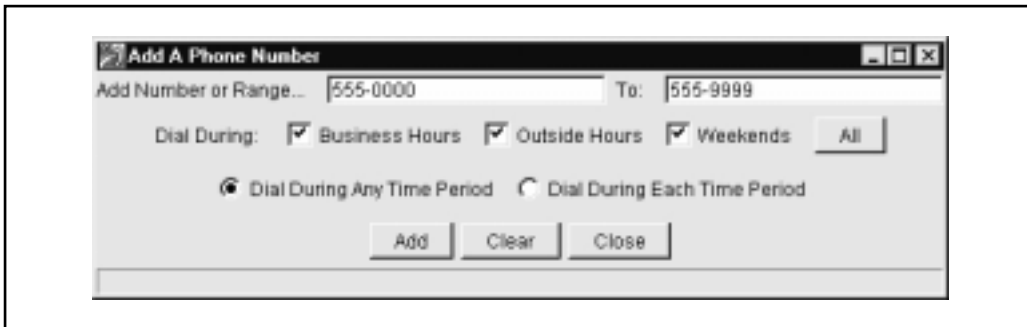 Add A Phone Number
Add Number or Range... 555-0000 To: 555-9999
Dial During: Business Hours Outside Hours Weekends All
Dial During Any Time Period Dial During Each Time Period
Add Clear Close